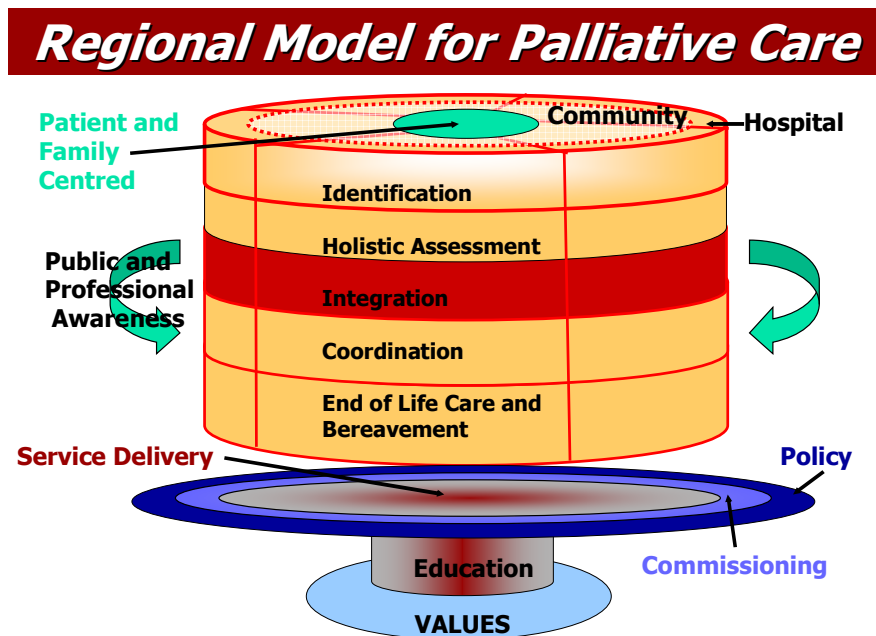 Regional Model for Palliative Care
Patient and
Family
Centred
Community
Hospital
Identification
Holistic Assessment
Public and
Professional
Awareness
Integration
Coordination
End of Life Care and
Bereavement
Service Delivery
Policy
Commissioning
Education
VALUES